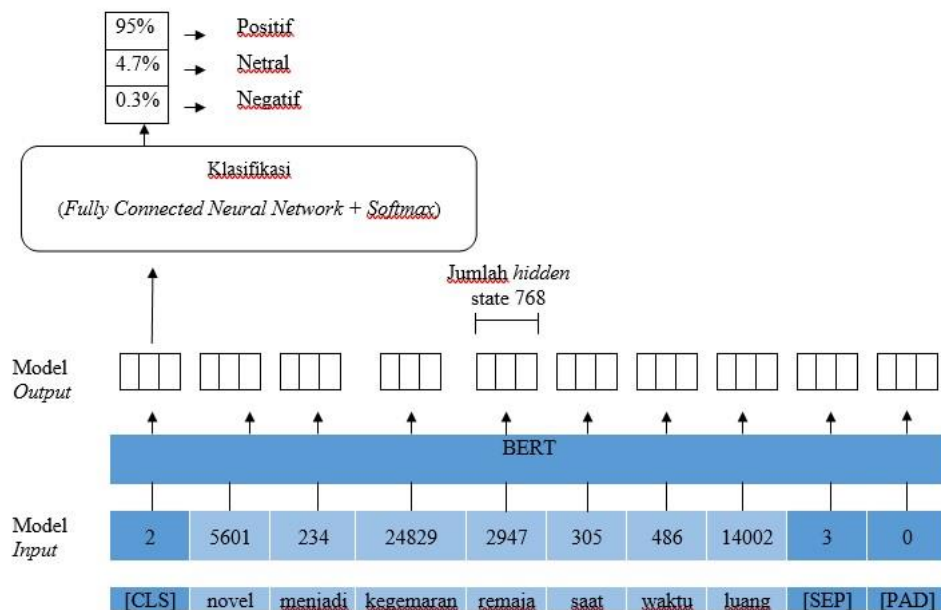 95% Positif
4.7% Netral
0.3% Negatif
Klasifikasi
(Fully Connected Neural Network + Softmax)
Jumlah hidden
state 768
Model
Output
BERT
Model
Input
2 5601 234 24829 2947 305 486 14002 3 0
[CLS] novel menjadi kegemaran remaja saat waktu luang [SEP] [PAD]